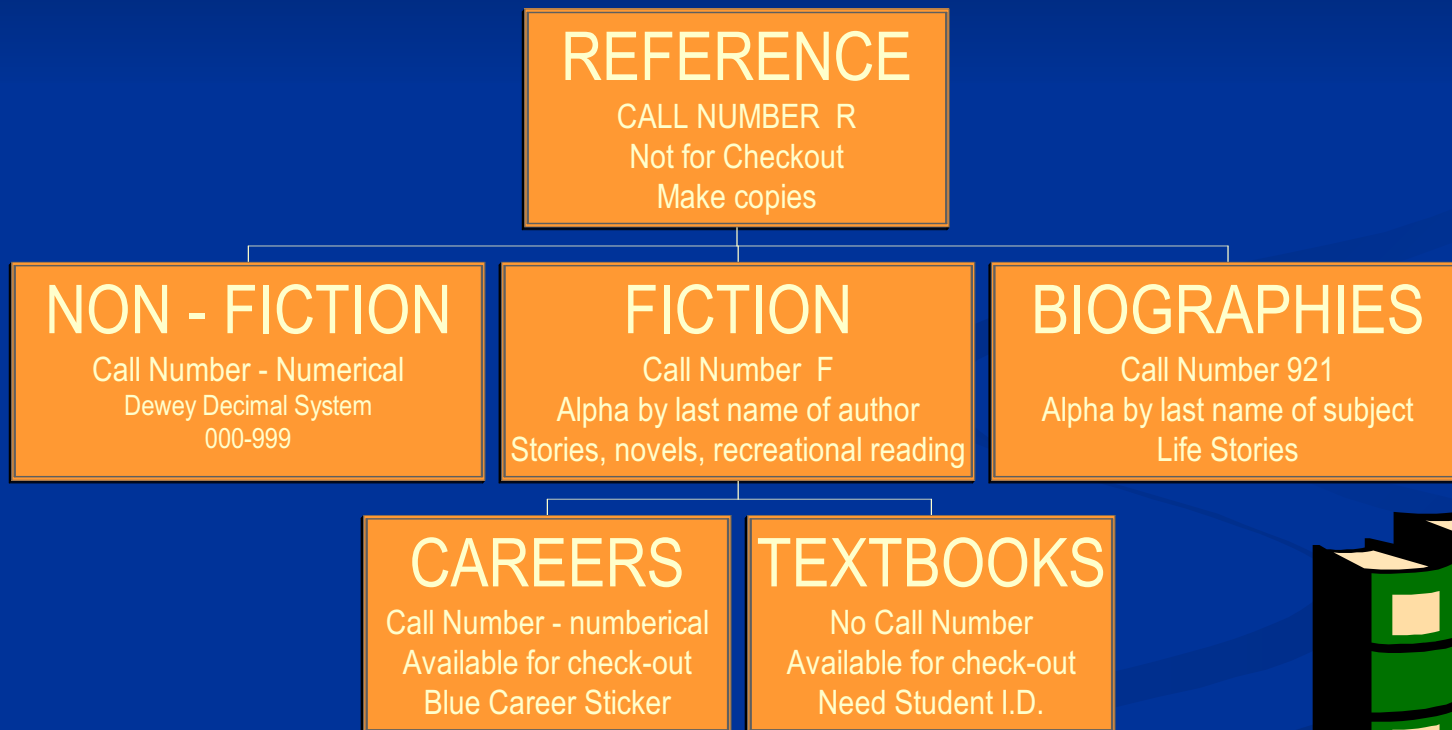 REFERENCE
CALL NUMBER R
Not for Checkout
Make copies
NON - FICTION
Call Number - Numerical
Dewey Decimal System
000-999
FICTION
Call Number F
Alpha by last name of author
Stories, novels, recreational reading
BIOGRAPHIES
Call Number 921
Alpha by last name of subject
Life Stories
CAREERS
Call Number - numberical
Available for check-out
Blue Career Sticker
TEXTBOOKS
No Call Number
Available for check-out
Need Student I.D.